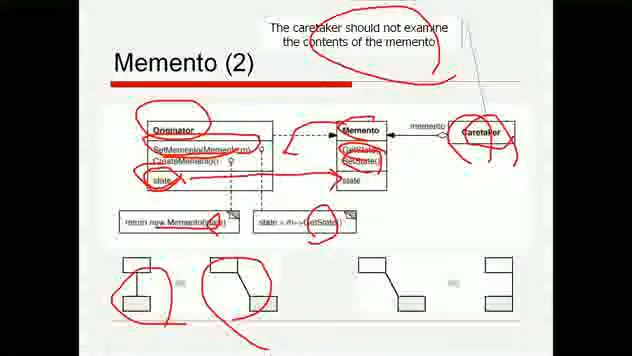 The caretaker should not examine
the contents of the memento
Memento (2)
Originator
Memento
memento
Caretaker
SetMemento(Memento m)
GetState()
CreateMemento()
SetState()
state
state
return new Memento(state)
state = m->GetState()